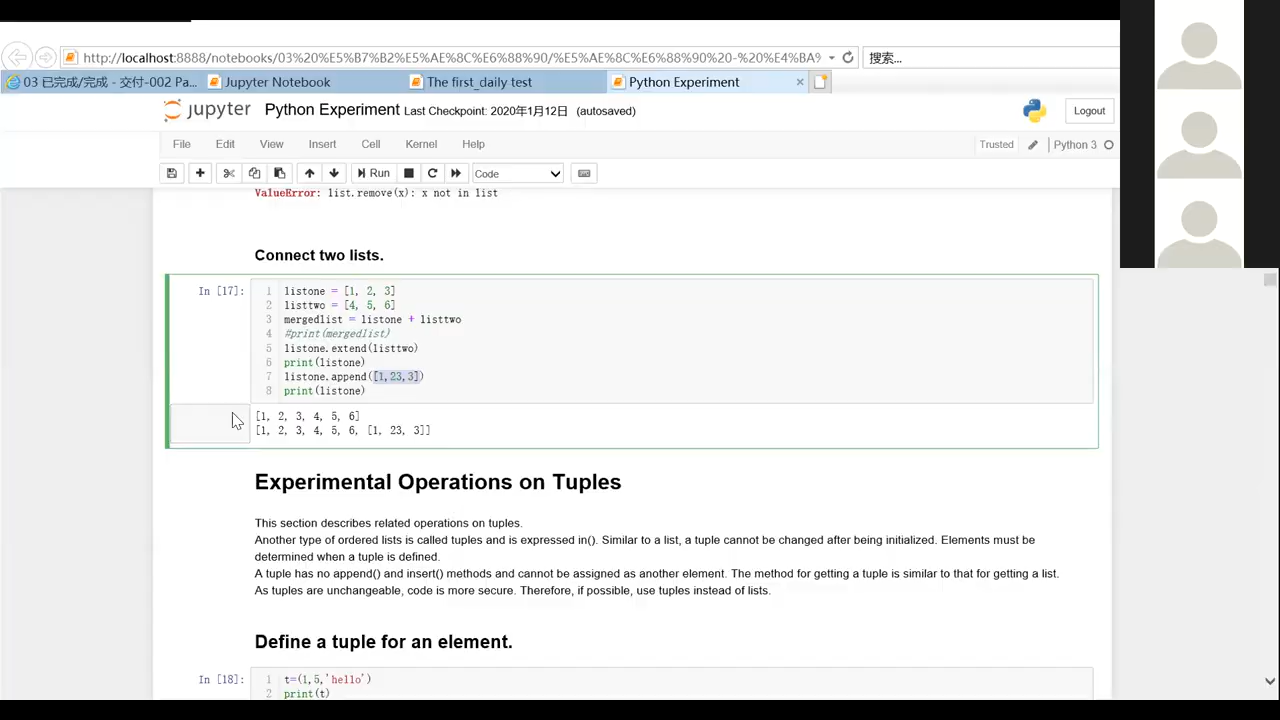 http://localhost:8888/notebooks/03%20%E5%B7%B2%E5%AE%8C%E6%88%90/%E5%AE%8C%E6%88%90%20-%20%E4%BA%9
搜索...
03 已完成/完成 - 交付-002 Pa...
Jupyter Notebook
The first_daily test
Python Experiment
jupyter Python Experiment Last Checkpoint: 2020年1月12日 (autosaved)
Logout
File Edit View Insert Cell Kernel Help
Trusted Python 3
Run Code
ValueError: list.remove(x): x not in list
Connect two lists.
In [17]:
1 listone = [1, 2, 3]
2 listtwo = [4, 5, 6]
3 mergedlist = listone + listtwo
4 #print(mergedlist)
5 listone.extend(listtwo)
6 print(listone)
7 listone.append([1,23,3])
8 print(listone)
[1, 2, 3, 4, 5, 6]
[1, 2, 3, 4, 5, 6, [1, 23, 3]]
Experimental Operations on Tuples
This section describes related operations on tuples.
Another type of ordered lists is called tuples and is expressed in(). Similar to a list, a tuple cannot be changed after being initialized. Elements must be
determined when a tuple is defined.
A tuple has no append() and insert() methods and cannot be assigned as another element. The method for getting a tuple is similar to that for getting a list.
As tuples are unchangeable, code is more secure. Therefore, if possible, use tuples instead of lists.
Define a tuple for an element.
In [18]:
1 t=(1,5,'hello')
2 print(t)